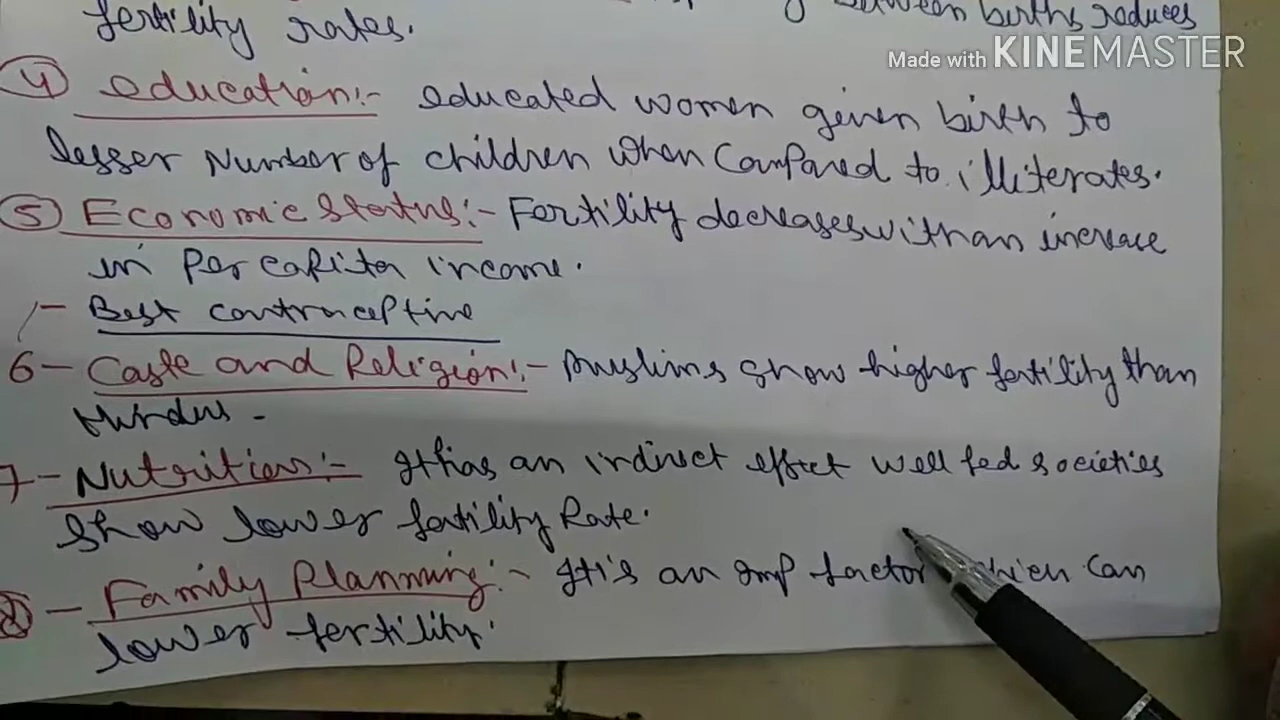 between births reduces
fertility rates.
Made with KINEMASTER
4 education:- educated women given birth to
lesser Number of children when Compared to illiterates.
5 Economic Status:- Fertility decreases with an increase
in Per capita income.
- Best contraceptive
6- Caste and Religion:- Muslims show higher fertility than
Hindus -
7- Nutrition:- It has an indirect effect well fed societies
show lower fertility Rate.
8- Family Planning:- It is an imp factor which can
lower fertility.